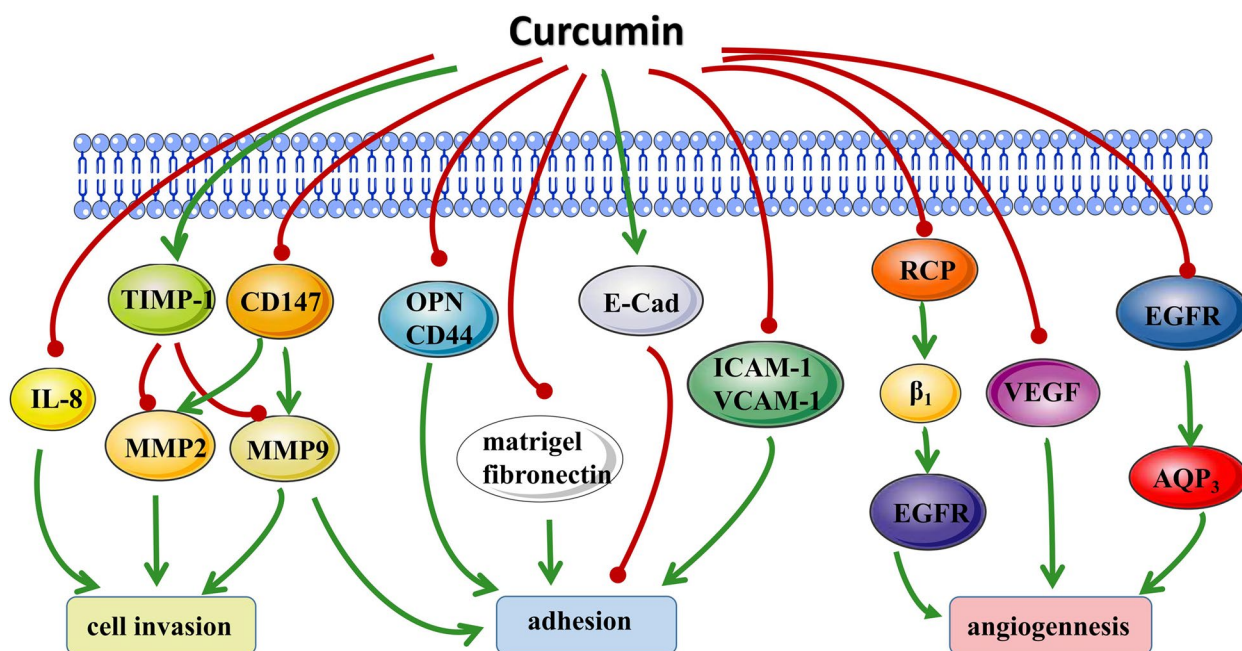 Curcumin
TIMP-1
CD147
OPN
CD44
E-Cad
RCP
EGFR
IL-8
MMP2
MMP9
matrigel
fibronectin
ICAM-1
VCAM-1
β₁
VEGF
EGFR
AQP₃
cell invasion
adhesion
angiogennesis